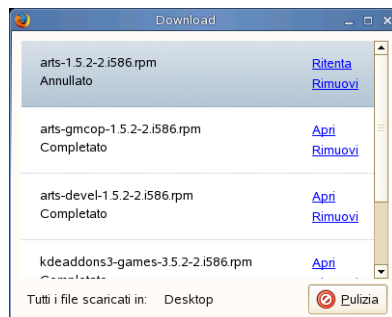 Download
arts-1.5.2-2.i586.rpm Ritenta
Annullato Rimuovi
arts-gmcop-1.5.2-2.i586.rpm Apri
Completato Rimuovi
arts-devel-1.5.2-2.i586.rpm Apri
Completato Rimuovi
kdeaddons3-games-3.5.2-2.i586.rpm Apri
Completato
Tutti i file scaricati in: Desktop Pulizia